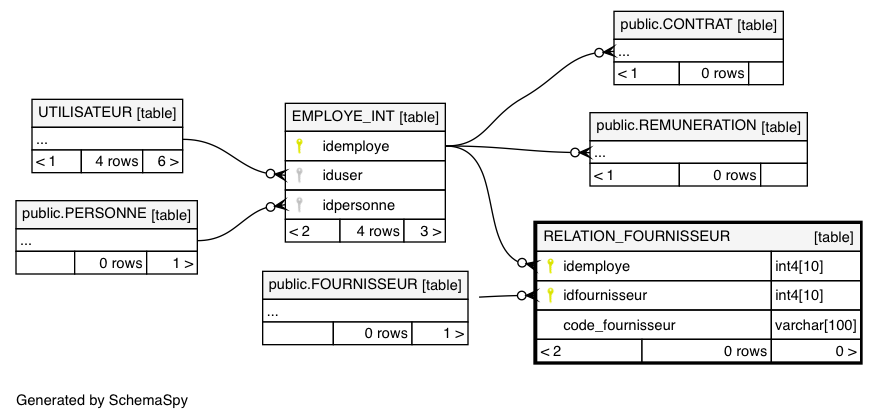 public.CONTRAT [table]
...
< 1 0 rows
UTILISATEUR [table]
...
< 1 4 rows 6 >
EMPLOYE_INT [table]
idemploye
iduser
idpersonne
< 2 4 rows 3 >
public.REMUNERATION [table]
...
< 1 0 rows
public.PERSONNE [table]
...
0 rows 1 >
RELATION_FOURNISSEUR [table]
idemploye int4[10]
idfournisseur int4[10]
code_fournisseur varchar[100]
< 2 0 rows 0 >
public.FOURNISSEUR [table]
...
0 rows 1 >
Generated by SchemaSpy